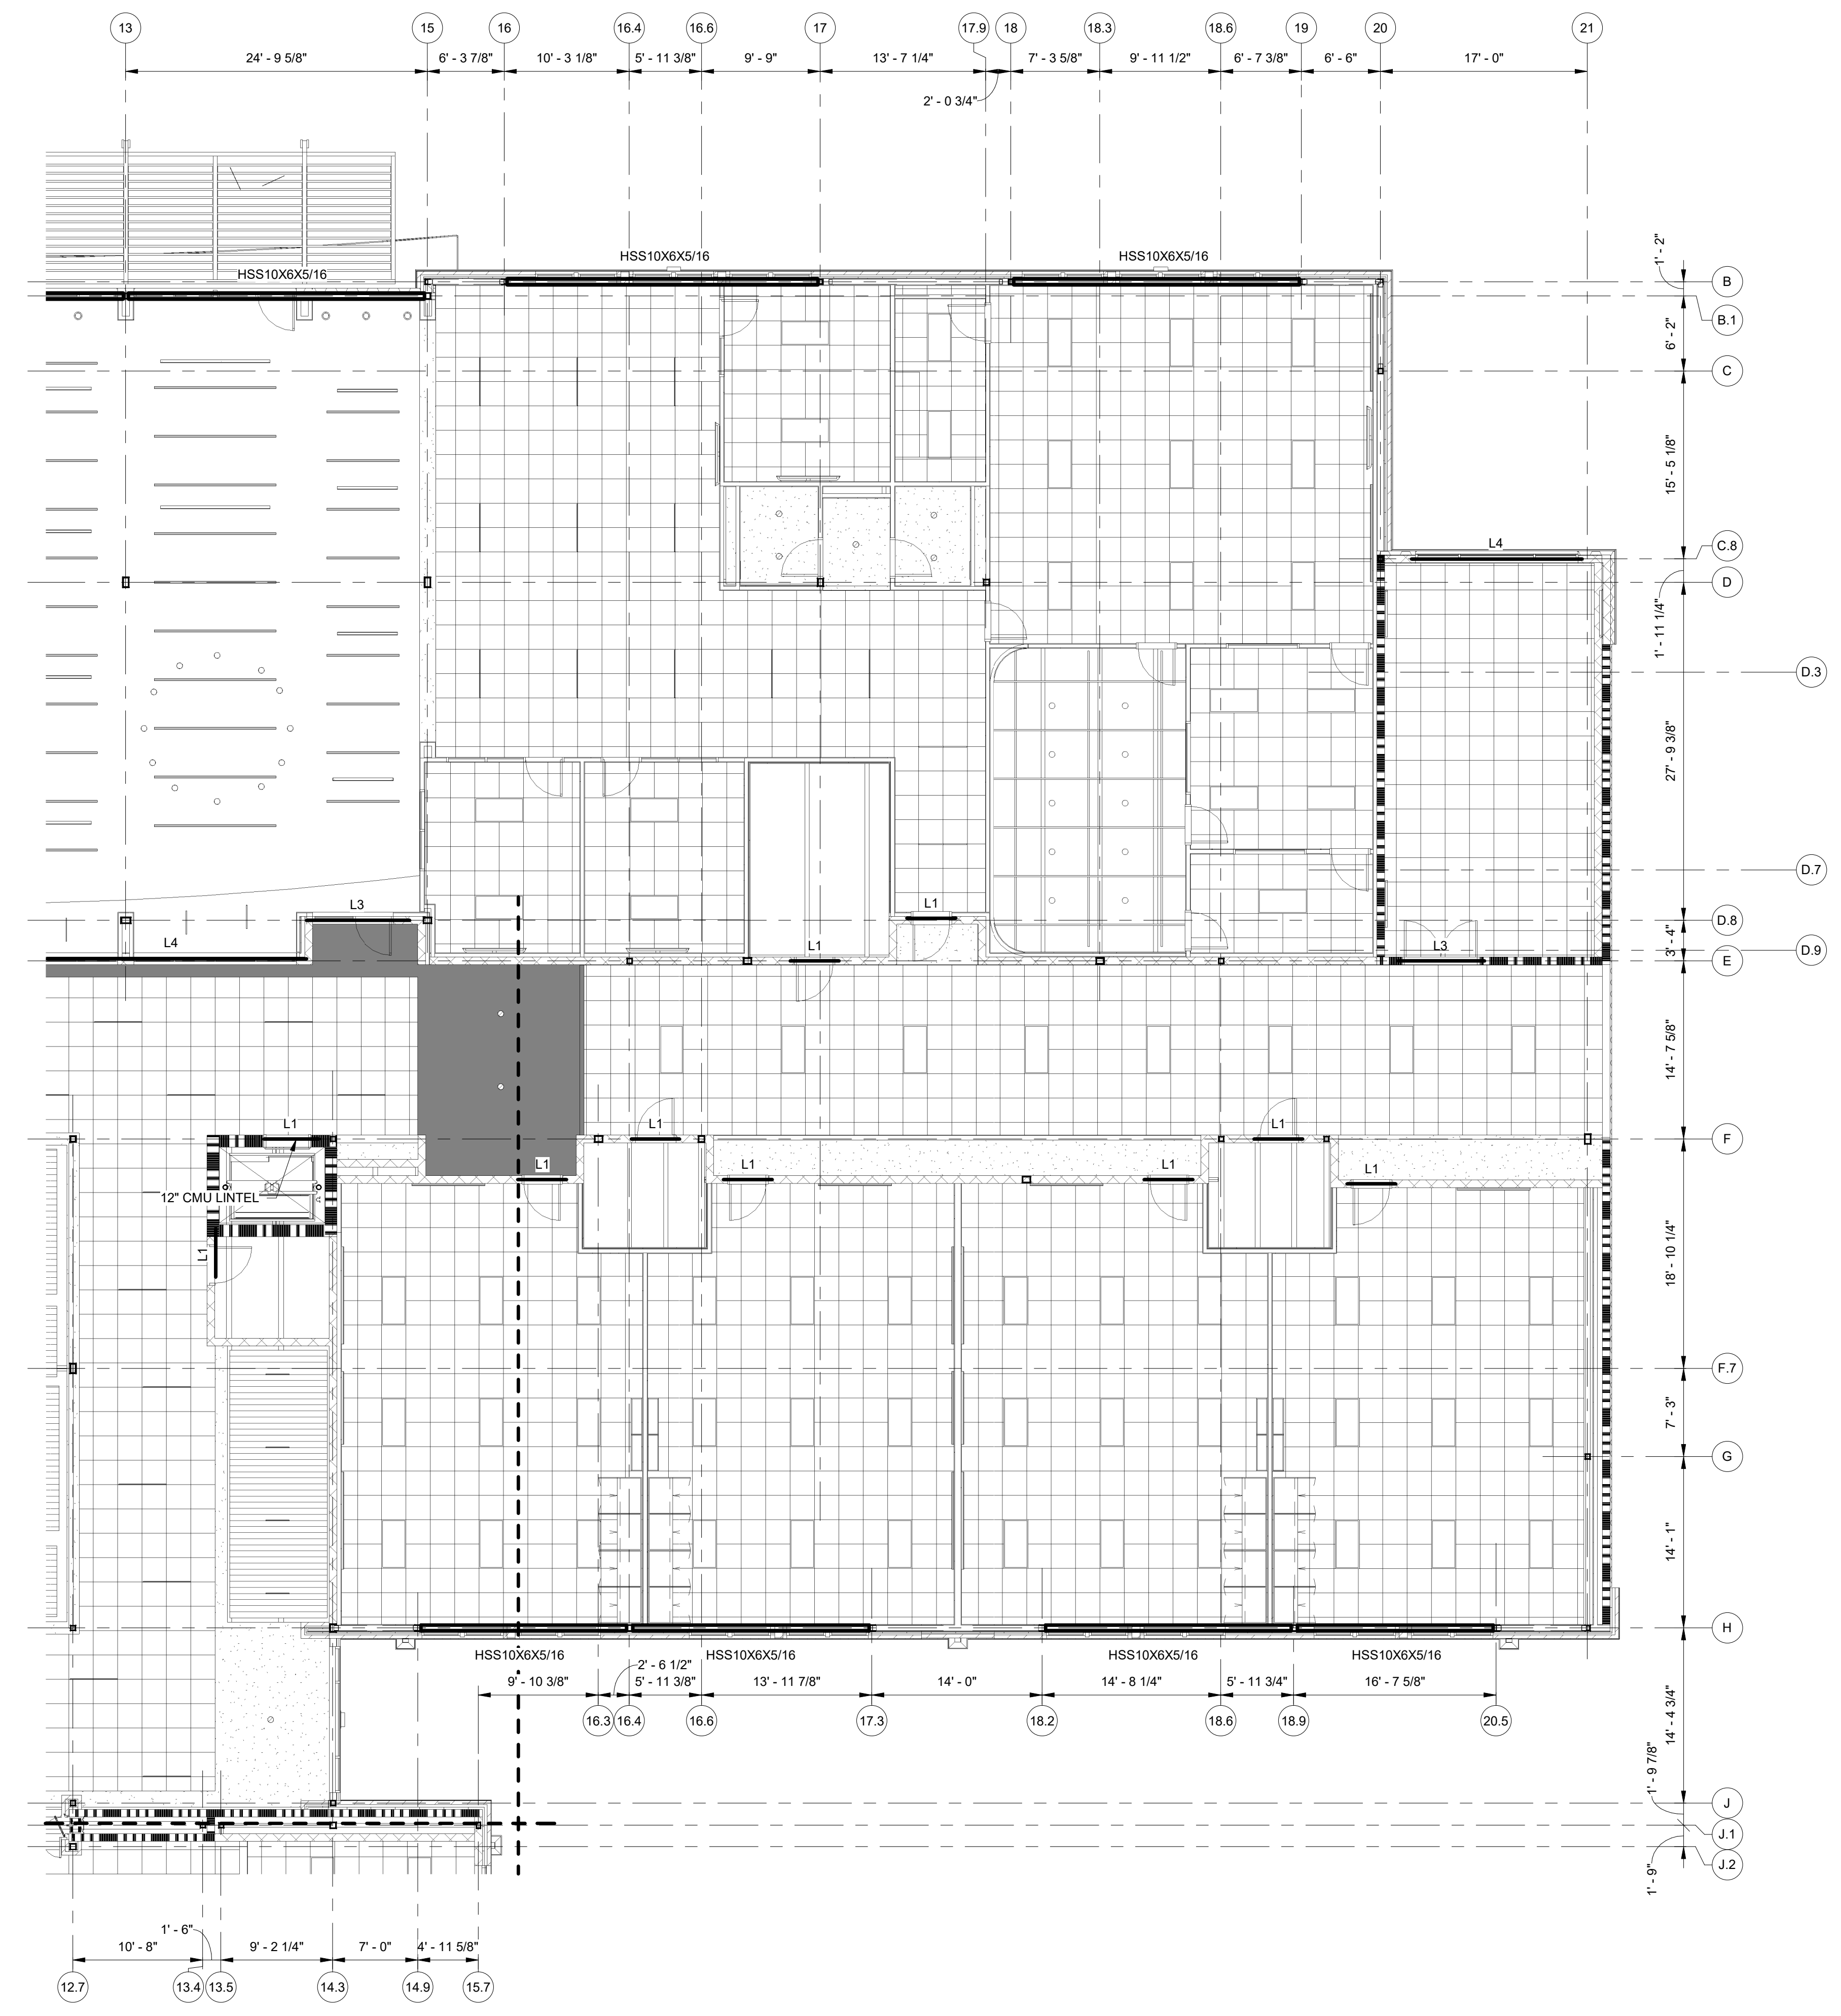 13 15 16 16.4 16.6 17 17.9 18 18.3 18.6 19 20 21
24' - 9 5/8" 6' - 3 7/8" 10' - 3 1/8" 5' - 11 3/8" 9' - 9" 13' - 7 1/4" 7' - 3 5/8" 9' - 11 1/2" 6' - 7 3/8" 6' - 6" 17' - 0"
2' - 0 3/4"
HSS10X6X5/16 HSS10X6X5/16 HSS10X6X5/16
1' - 2"
B
B.1
6' - 2"
C
15' - 5 1/8"
L4
C.8
D
1' - 11 1/4"
D.3
27' - 9 3/8"
D.7
L3
L1
D.8
L4
L1
L3
3' - 4"
D.9
E
14' - 7 5/8"
L1
L1
L1
F
L1
L1
L1
L1
12" CMU LINTEL
L1
18' - 10 1/4"
F.7
7' - 3"
G
14' - 1"
H
HSS10X6X5/16 HSS10X6X5/16 HSS10X6X5/16 HSS10X6X5/16
2' - 6 1/2"
9' - 10 3/8" 5' - 11 3/8" 13' - 11 7/8" 14' - 0" 14' - 8 1/4" 5' - 11 3/4" 16' - 7 5/8"
14' - 4 3/4"
16.3 16.4 16.6 17.3 18.2 18.6 18.9 20.5
1' - 9 7/8"
J
J.1
J.2
1' - 9"
1' - 6"
10' - 8" 9' - 2 1/4" 7' - 0" 4' - 11 5/8"
12.7 13.4 13.5 14.3 14.9 15.7